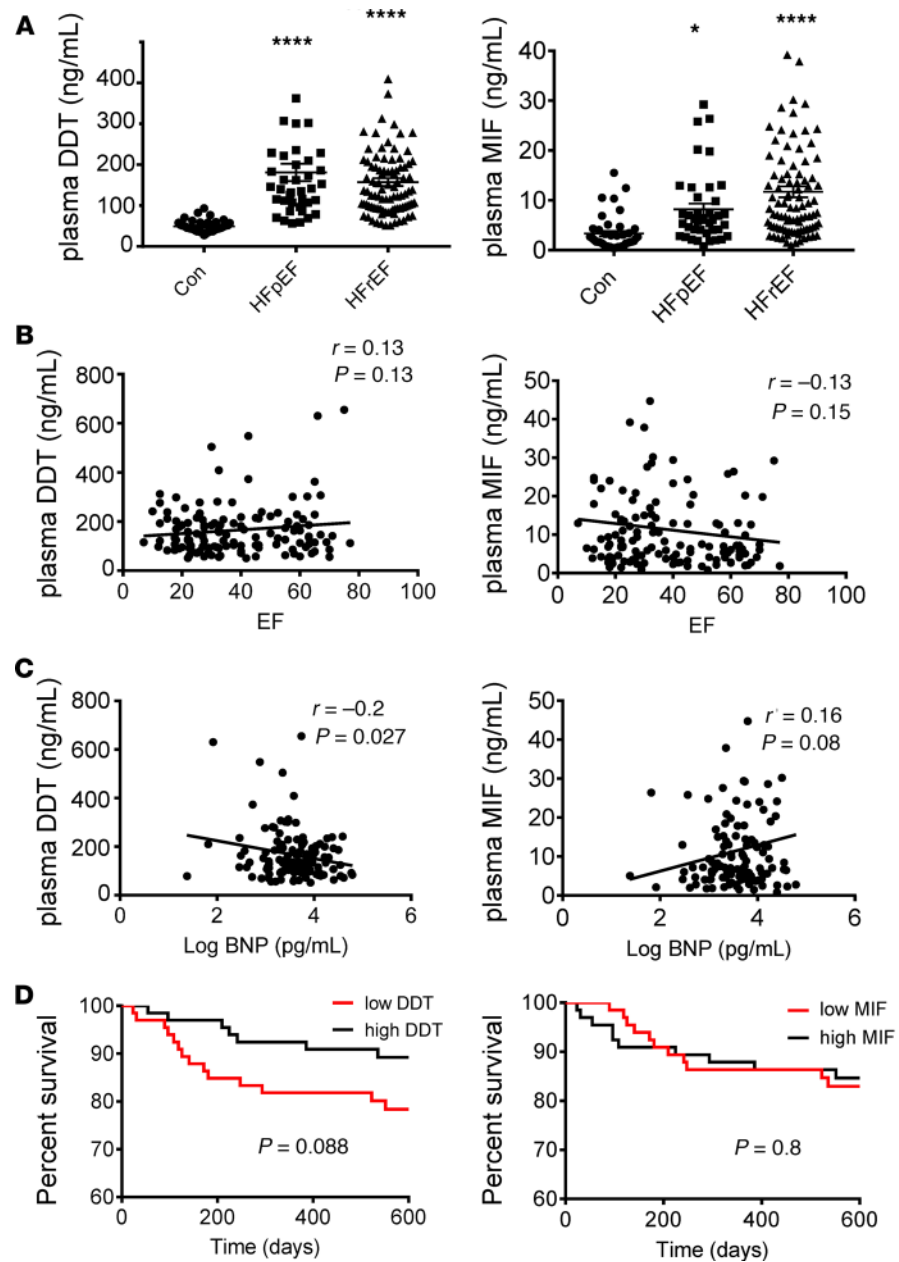 A
plasma DDT (ng/mL)
400
300
200
100
0
****
****
Con
HFpEF
HFrEF
plasma MIF (ng/mL)
40
30
20
10
0
*
****
Con
HFpEF
HFrEF
B
plasma DDT (ng/mL)
800
600
400
200
0
r = 0.13
P = 0.13
0 20 40 60 80 100
EF
plasma MIF (ng/mL)
50
40
30
20
10
0
r = –0.13
P = 0.15
0 20 40 60 80 100
EF
C
plasma DDT (ng/mL)
800
600
400
200
0
r = –0.2
P = 0.027
0 2 4 6
Log BNP (pg/mL)
plasma MIF (ng/mL)
50
40
30
20
10
0
r = 0.16
P = 0.08
0 2 4 6
Log BNP (pg/mL)
D
Percent survival
100
90
80
70
60
low DDT
high DDT
P = 0.088
0 200 400 600
Time (days)
Percent survival
100
90
80
70
60
low MIF
high MIF
P = 0.8
0 200 400 600
Time (days)